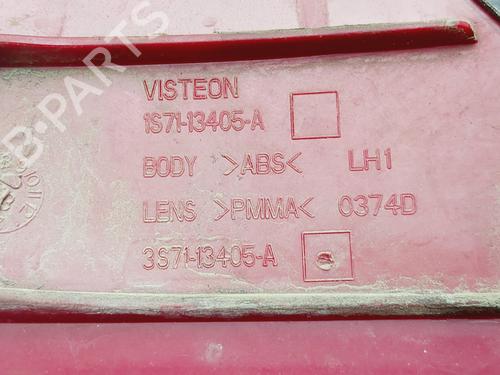 B-PARTS
VISTEON
1S71-13405-A
BODY >ABS< LH1
LENS >PMMA< 0374D
3S71-13405-A